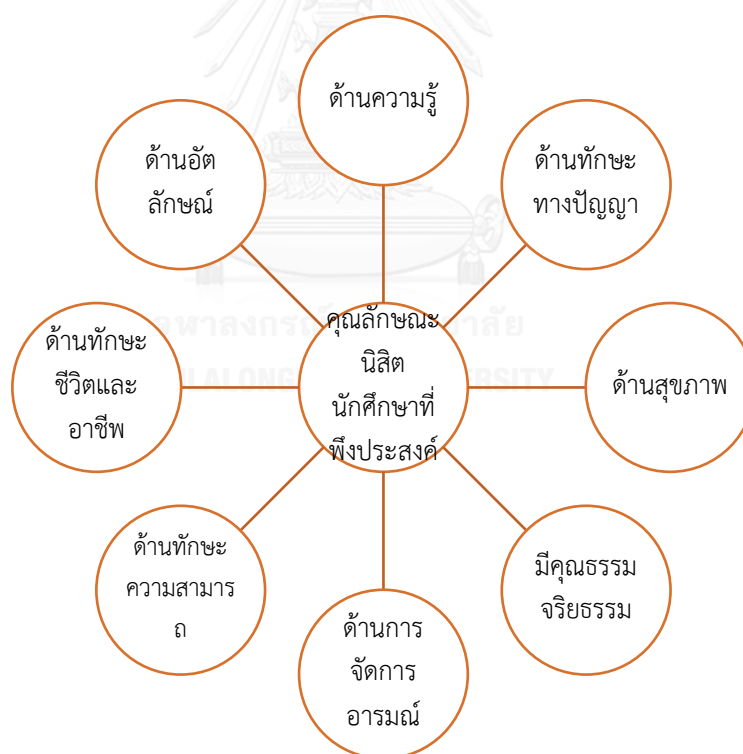 ด้านความรู้
ด้านทักษะ
ทางปัญญา
ด้านสุขภาพ
มีคุณธรรม
จริยธรรม
ด้านการ
จัดการ
อารมณ์
ด้านทักษะ
ความสามาร
ถ
ด้านทักษะ
ชีวิตและ
อาชีพ
ด้านอัต
ลักษณ์
คุณลักษณะ
นิสิต
นักศึกษาที่
พึงประสงค์